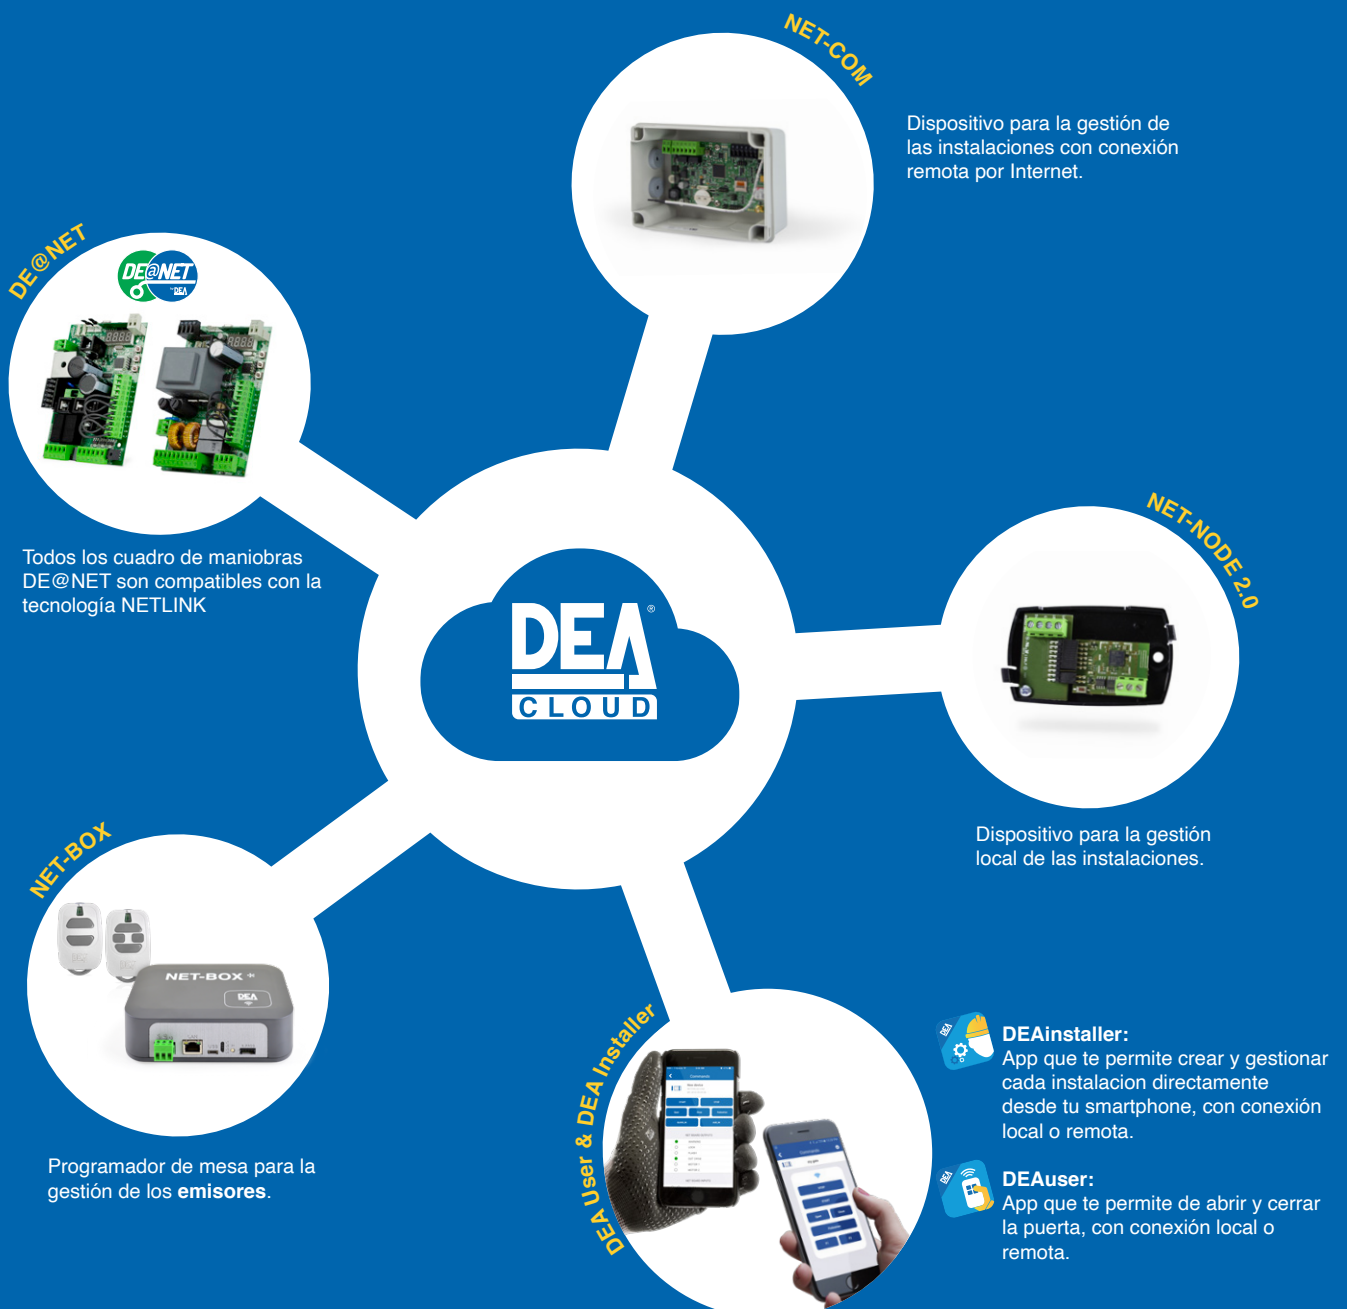 NET-COM
Dispositivo para la gestión de
las instalaciones con conexión
remota por Internet.
DE@NET
DE@NET
by DEA
Todos los cuadro de maniobras
DE@NET son compatibles con la
tecnología NETLINK
NET-NODE 2.0
DEA®
CLOUD
Dispositivo para la gestión
local de las instalaciones.
NET-BOX
NET-BOX
DEA
Programador de mesa para la
gestión de los emisores.
DEA User & DEA Installer
DEA
DEAinstaller:
App que te permite crear y gestionar
cada instalacion directamente
desde tu smartphone, con conexión
local o remota.
DEA
DEAuser:
App que te permite de abrir y cerrar
la puerta, con conexión local o
remota.